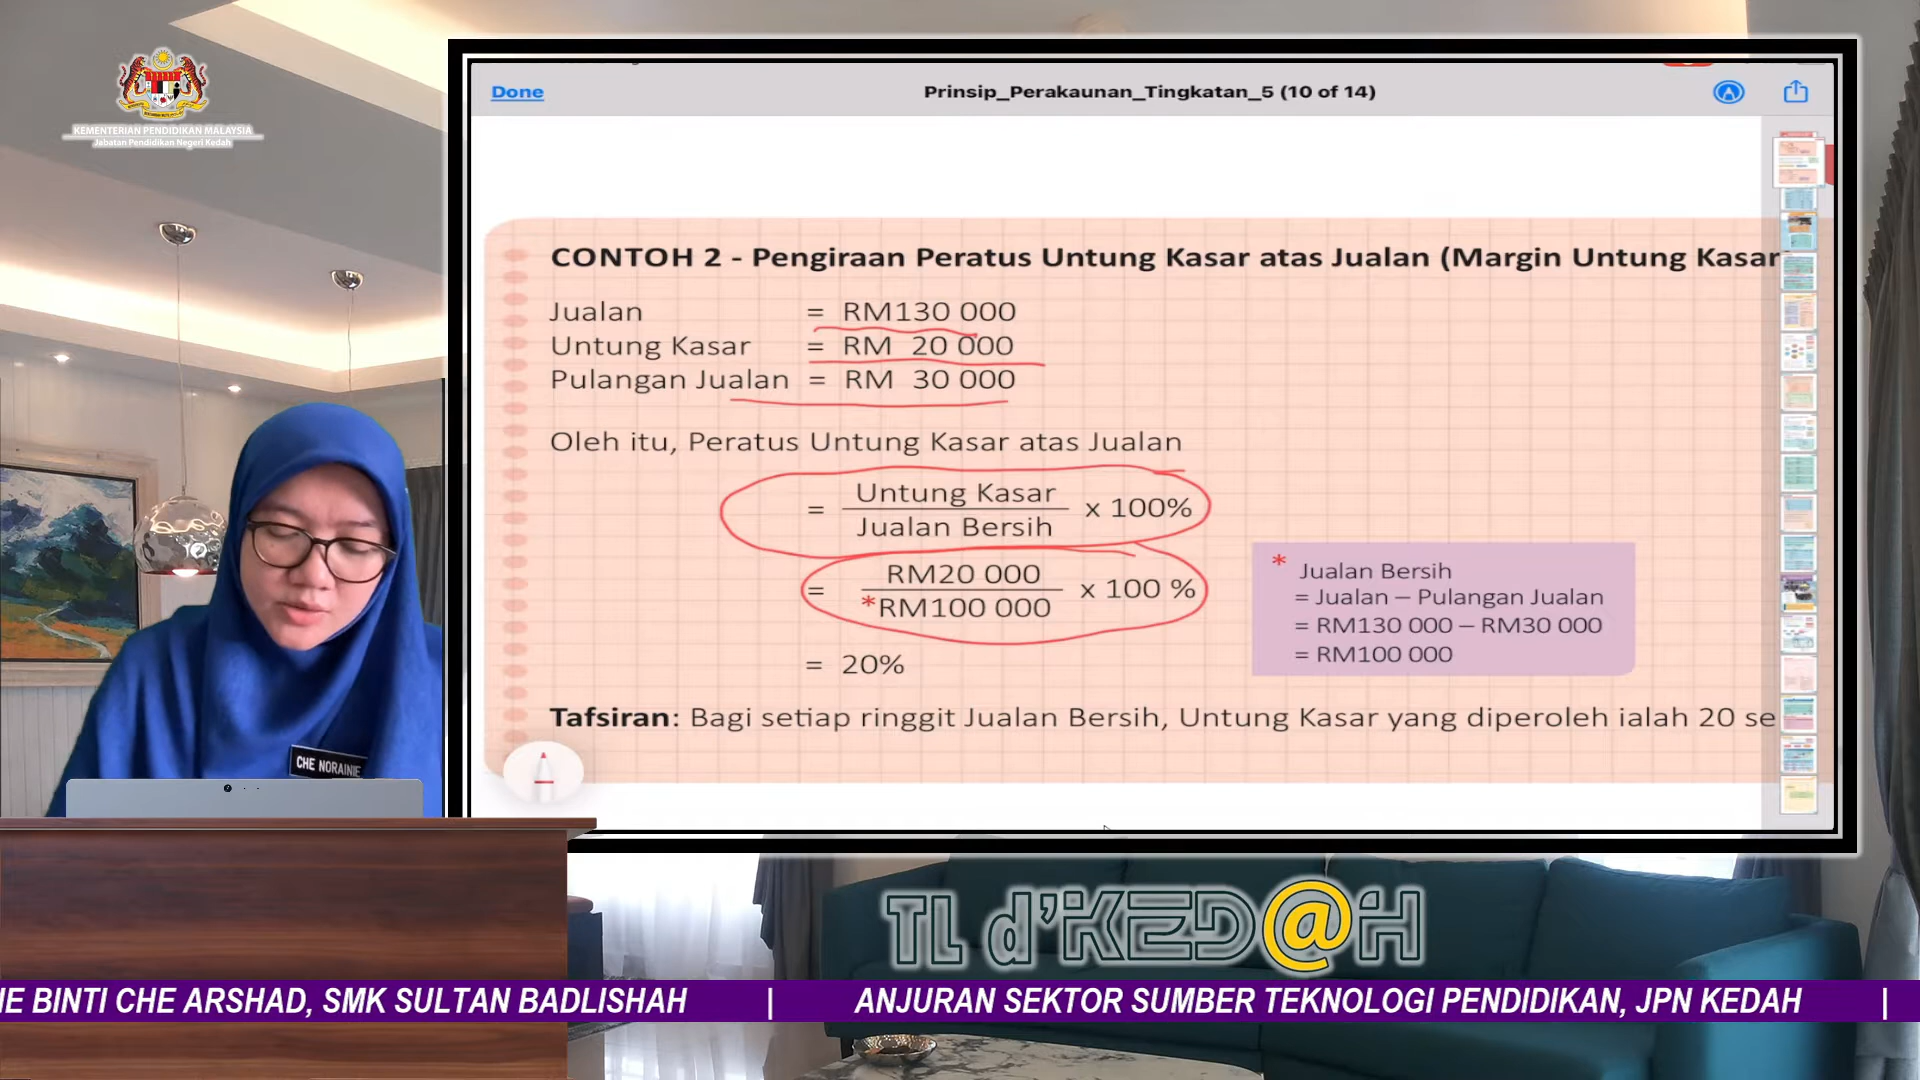 KEMENTERIAN PENDIDIKAN MALAYSIA
Jabatan Pendidikan Negeri Kedah
Done
Prinsip_Perakaunan_Tingkatan_5 (10 of 14)
CONTOH 2 - Pengiraan Peratus Untung Kasar atas Jualan (Margin Untung Kasar
Jualan = RM130 000
Untung Kasar = RM 20 000
Pulangan Jualan = RM 30 000
Oleh itu, Peratus Untung Kasar atas Jualan
= Untung Kasar
Jualan Bersih x 100%
= RM20 000
*RM100 000 x 100 %
= 20%
* Jualan Bersih
= Jualan – Pulangan Jualan
= RM130 000 – RM30 000
= RM100 000
Tafsiran: Bagi setiap ringgit Jualan Bersih, Untung Kasar yang diperoleh ialah 20 se
CHE NORAINIE
TL d'KED@H
IE BINTI CHE ARSHAD, SMK SULTAN BADLISHAH | ANJURAN SEKTOR SUMBER TEKNOLOGI PENDIDIKAN, JPN KEDAH |